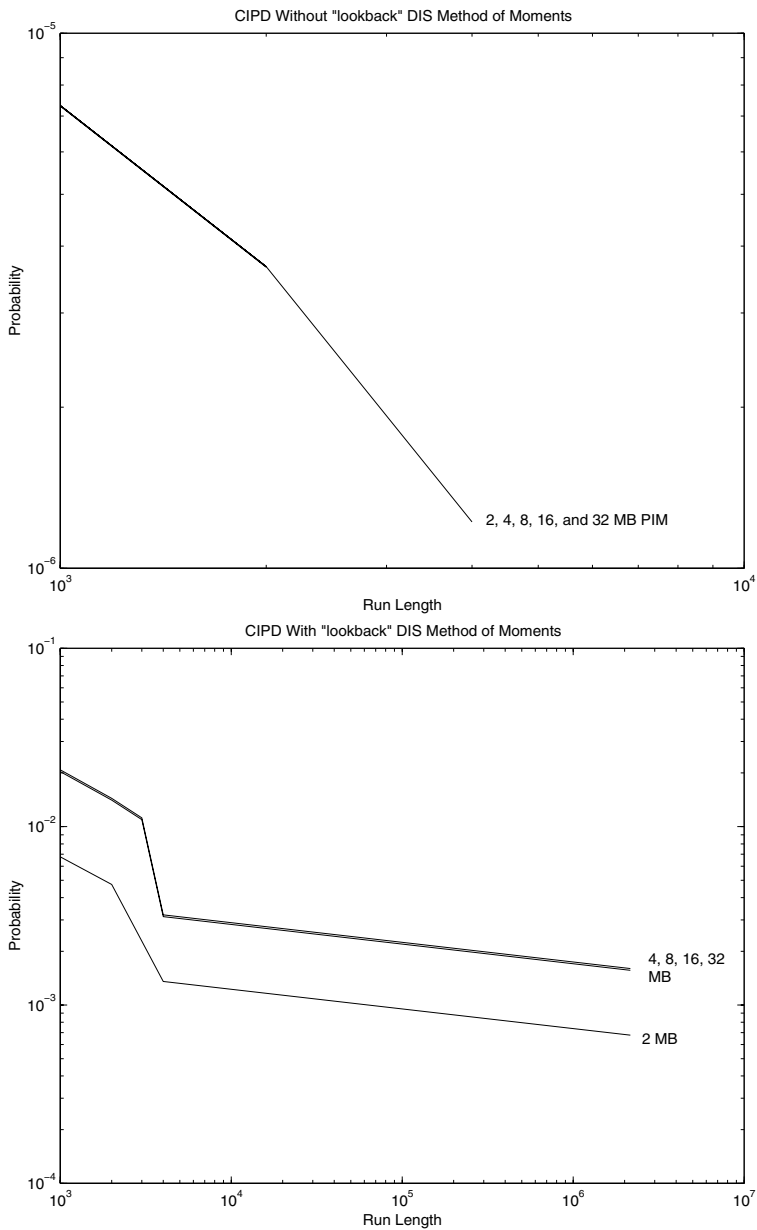 CIPD Without "lookback" DIS Method of Moments
10^-5
Probability
2, 4, 8, 16, and 32 MB PIM
10^-6
10^3
10^4
Run Length
CIPD With "lookback" DIS Method of Moments
10^-1
10^-2
Probability
4, 8, 16, 32
MB
10^-3
2 MB
10^-4
10^3
10^4
10^5
10^6
10^7
Run Length